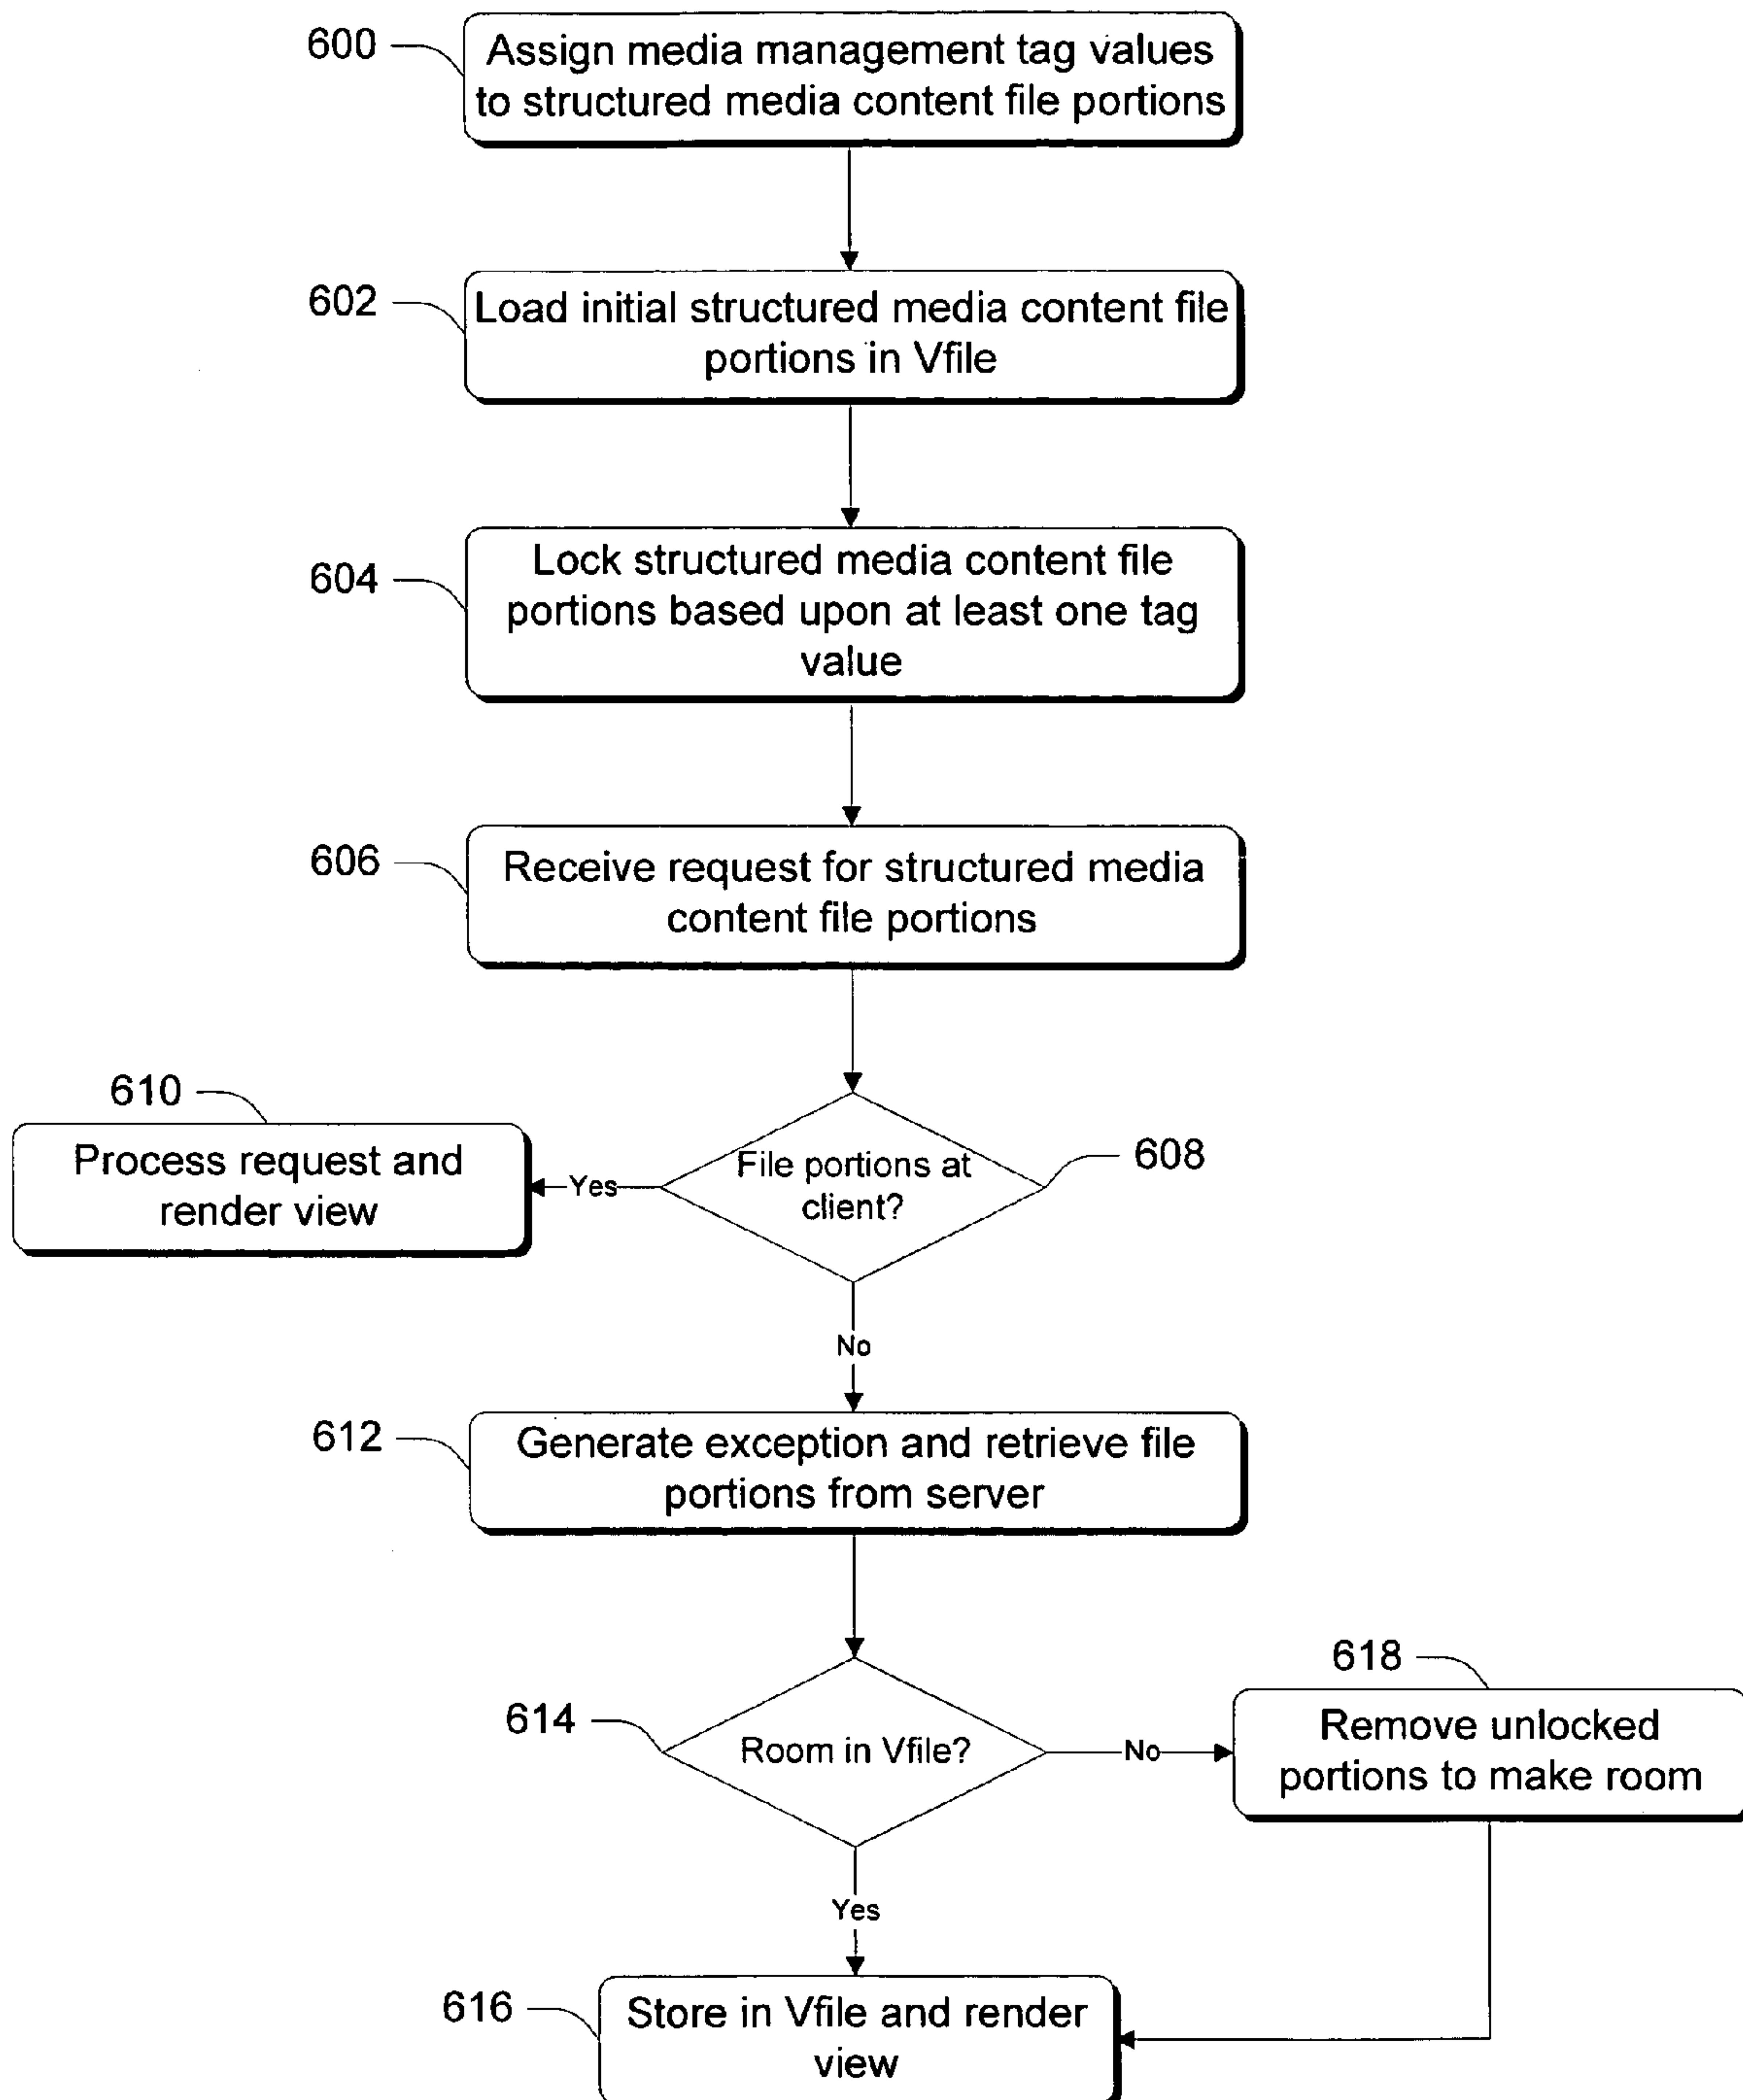 600
Assign media management tag values
to structured media content file portions
602
Load initial structured media content file
portions in Vfile
604
Lock structured media content file
portions based upon at least one tag
value
606
Receive request for structured media
content file portions
610
Process request and
render view
Yes
File portions at
client?
608
No
612
Generate exception and retrieve file
portions from server
614
Room in Vfile?
No
618
Remove unlocked
portions to make room
Yes
616
Store in Vfile and render
view